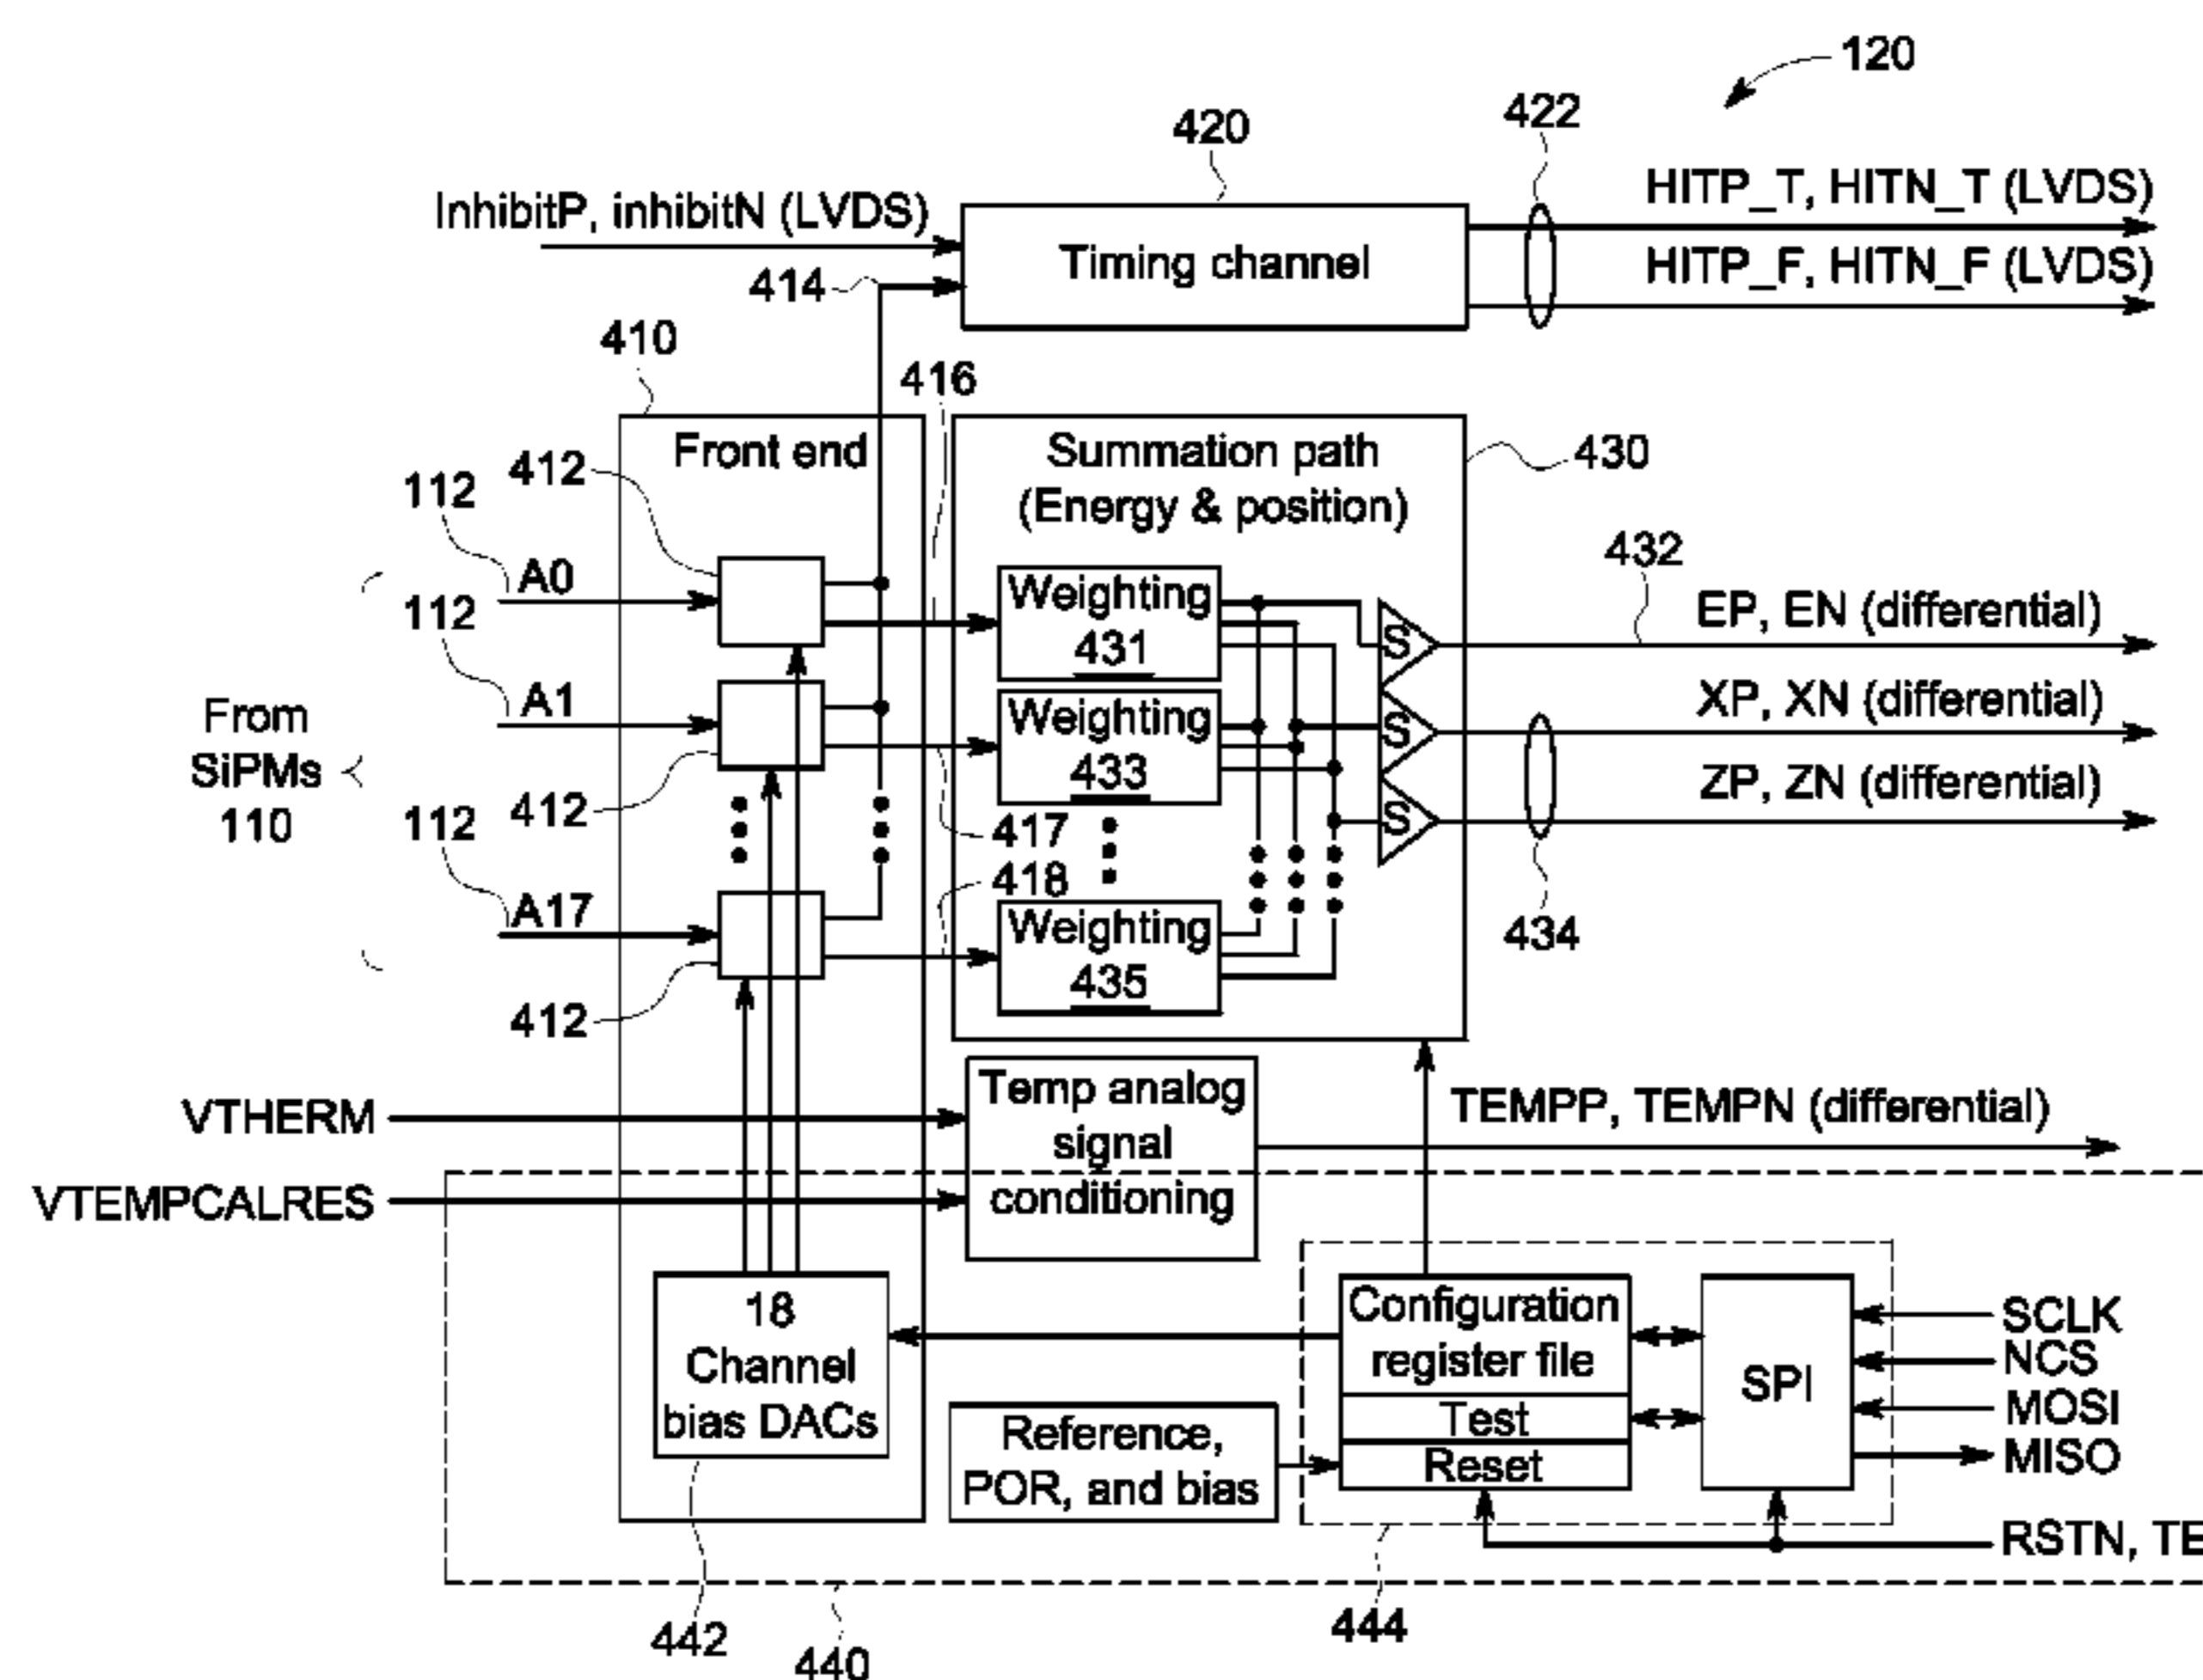 120
422
420
HITP_T, HITN_T (LVDS)
InhibitP, inhibitN (LVDS)
Timing channel
HITP_F, HITN_F (LVDS)
414
410
416
Front end
Summation path
(Energy & position)
430
412
112
A0
432
Weighting
431
EP, EN (differential)
S
112
A1
From
SiPMs
110
Weighting
433
XP, XN (differential)
S
412
112
417
ZP, ZN (differential)
S
418
A17
Weighting
435
434
412
VTHERM
Temp analog
signal
conditioning
TEMPP, TEMPN (differential)
VTEMPCALRES
18
Channel
bias DACs
Configuration
register file
Test
Reset
SPI
SCLK
NCS
MOSI
MISO
Reference,
POR, and bias
RSTN, TE
442
440
444